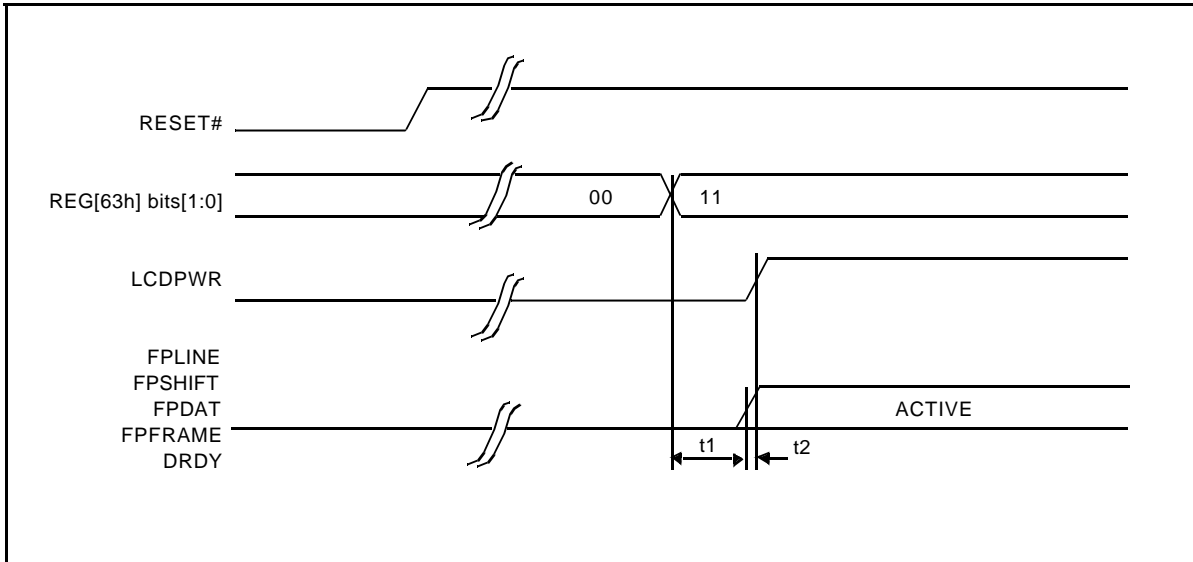 RESET#
REG[63h] bits[1:0]
00
11
LCDPWR
FPLINE
FPSHIFT
FPDAT
FPFRAME
DRDY
ACTIVE
t1
t2